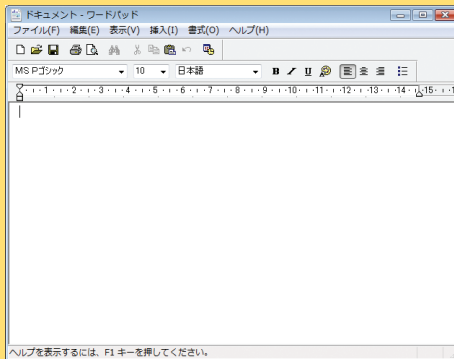 ドキュメント - ワードパッド
ファイル(F) 編集(E) 表示(V) 挿入(I) 書式(O) ヘルプ(H)
MS Pゴシック 10 日本語 B I U
1 2 3 4 5 6 7 8 9 10 11 12 13 14 15
ヘルプを表示するには、F1 キーを押してください。